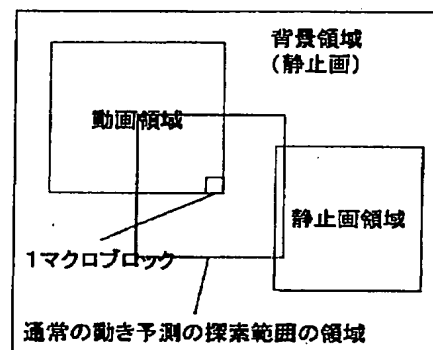 背景領域
(静止画)
動画領域
静止画領域
1マクロブロック
通常の動き予測の探索範囲の領域